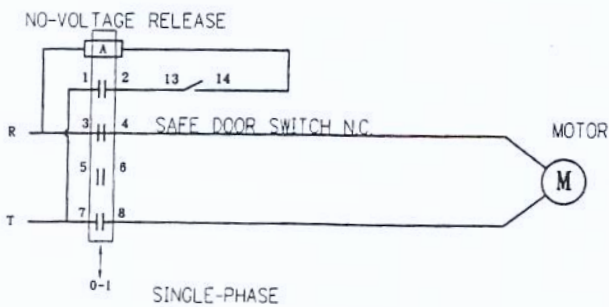 NO-VOLTAGE RELEASE
A
1 2 13 14
R 3 4 SAFE DOOR SWITCH N.C. MOTOR
5 6 M
T 7 8
0-1
SINGLE-PHASE